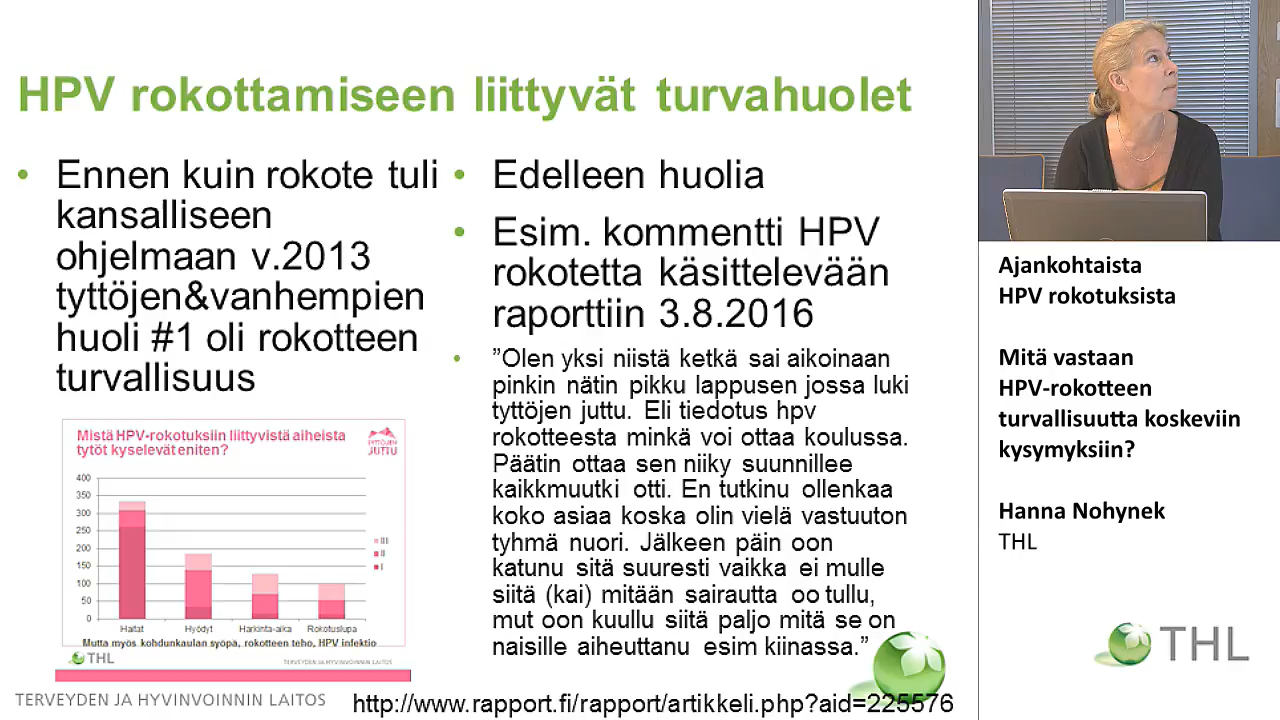 HPV rokottamiseen liittyvät turvahuolet
• Ennen kuin rokote tuli
kansalliseen
ohjelmaan v.2013
tyttöjen&vanhempien
huoli #1 oli rokotteen
turvallisuus
Mistä HPV-rokotuksiin liittyvistä aiheista
tytöt kyselevät eniten?
TYTTÖJEN
JUTTU
400
350
300
250
200
150
100
50
0
III
II
I
Haitat Hyödyt Harkinta-aika Rokotuslupa
Mutta myös kohdunkaulan syöpä, rokotteen teho, HPV infektio
THL
TERVEYDEN JA HYVINVOINNIN LAITOS
• Edelleen huolia
• Esim. kommentti HPV
rokotetta käsittelevään
raporttiin 3.8.2016
• ”Olen yksi niistä ketkä sai aikoinaan
pinkin nätin pikku lappusen jossa luki
tyttöjen juttu. Eli tiedotus hpv
rokotteesta minkä voi ottaa koulussa.
Päätin ottaa sen niiky suunnillee
kaikkmuutki otti. En tutkinu ollenkaa
koko asiaa koska olin vielä vastuuton
tyhmä nuori. Jälkeen päin oon
katunu sitä suuresti vaikka ei mulle
siitä (kai) mitään sairautta oo tullu,
mut oon kuullu siitä paljo mitä se on
naisille aiheuttanu esim kiinassa.”
TERVEYDEN JA HYVINVOINNIN LAITOS
http://www.rapport.fi/rapport/artikkeli.php?aid=225576
Ajankohtaista
HPV rokotuksista
Mitä vastaan
HPV-rokotteen
turvallisuutta koskeviin
kysymyksiin?
Hanna Nohynek
THL
THL